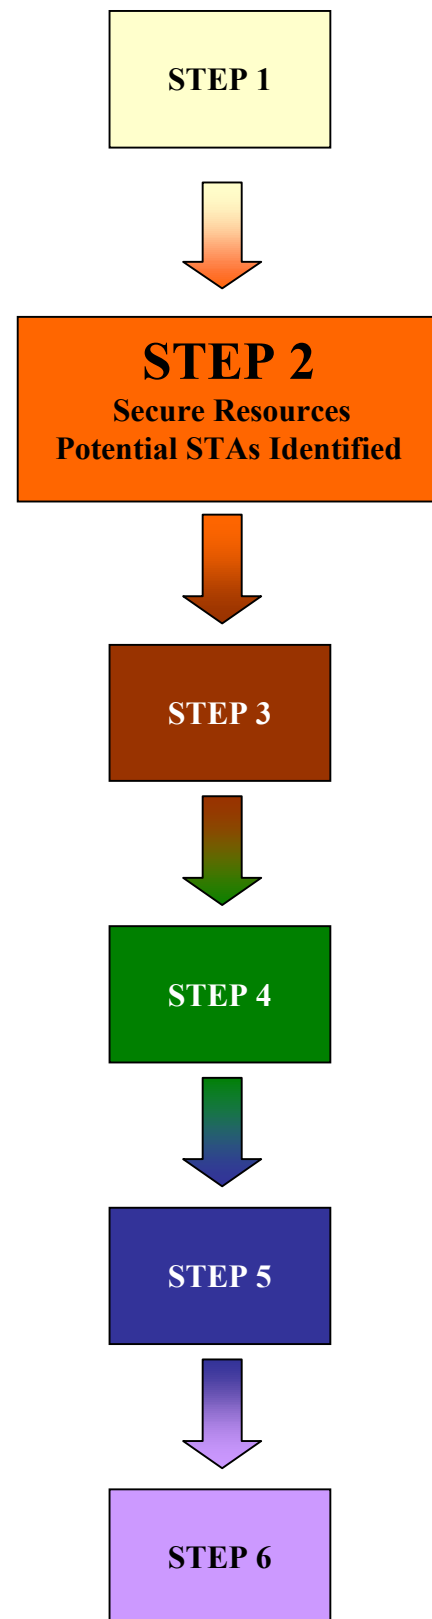 STEP 1
STEP 2
Secure Resources
Potential STAs Identified
STEP 3
STEP 4
STEP 5
STEP 6